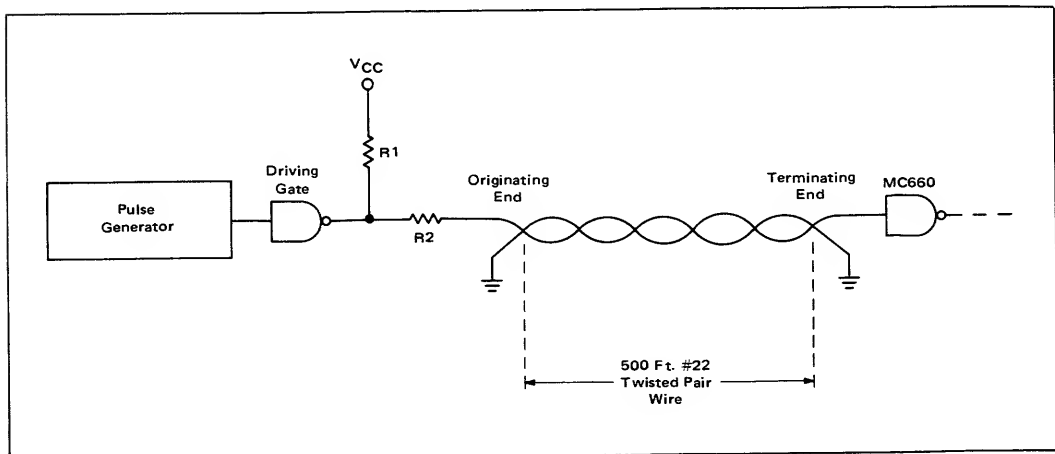 VCC
R1
Driving
Gate
Pulse
Generator
R2
Originating
End
Terminating
End
MC660
500 Ft. #22
Twisted Pair
Wire